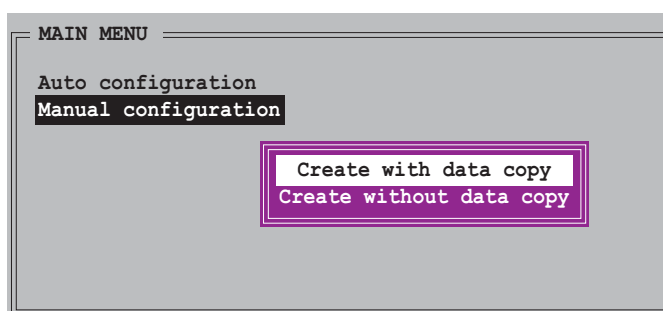 MAIN MENU
Auto configuration
Manual configuration
Create with data copy
Create without data copy